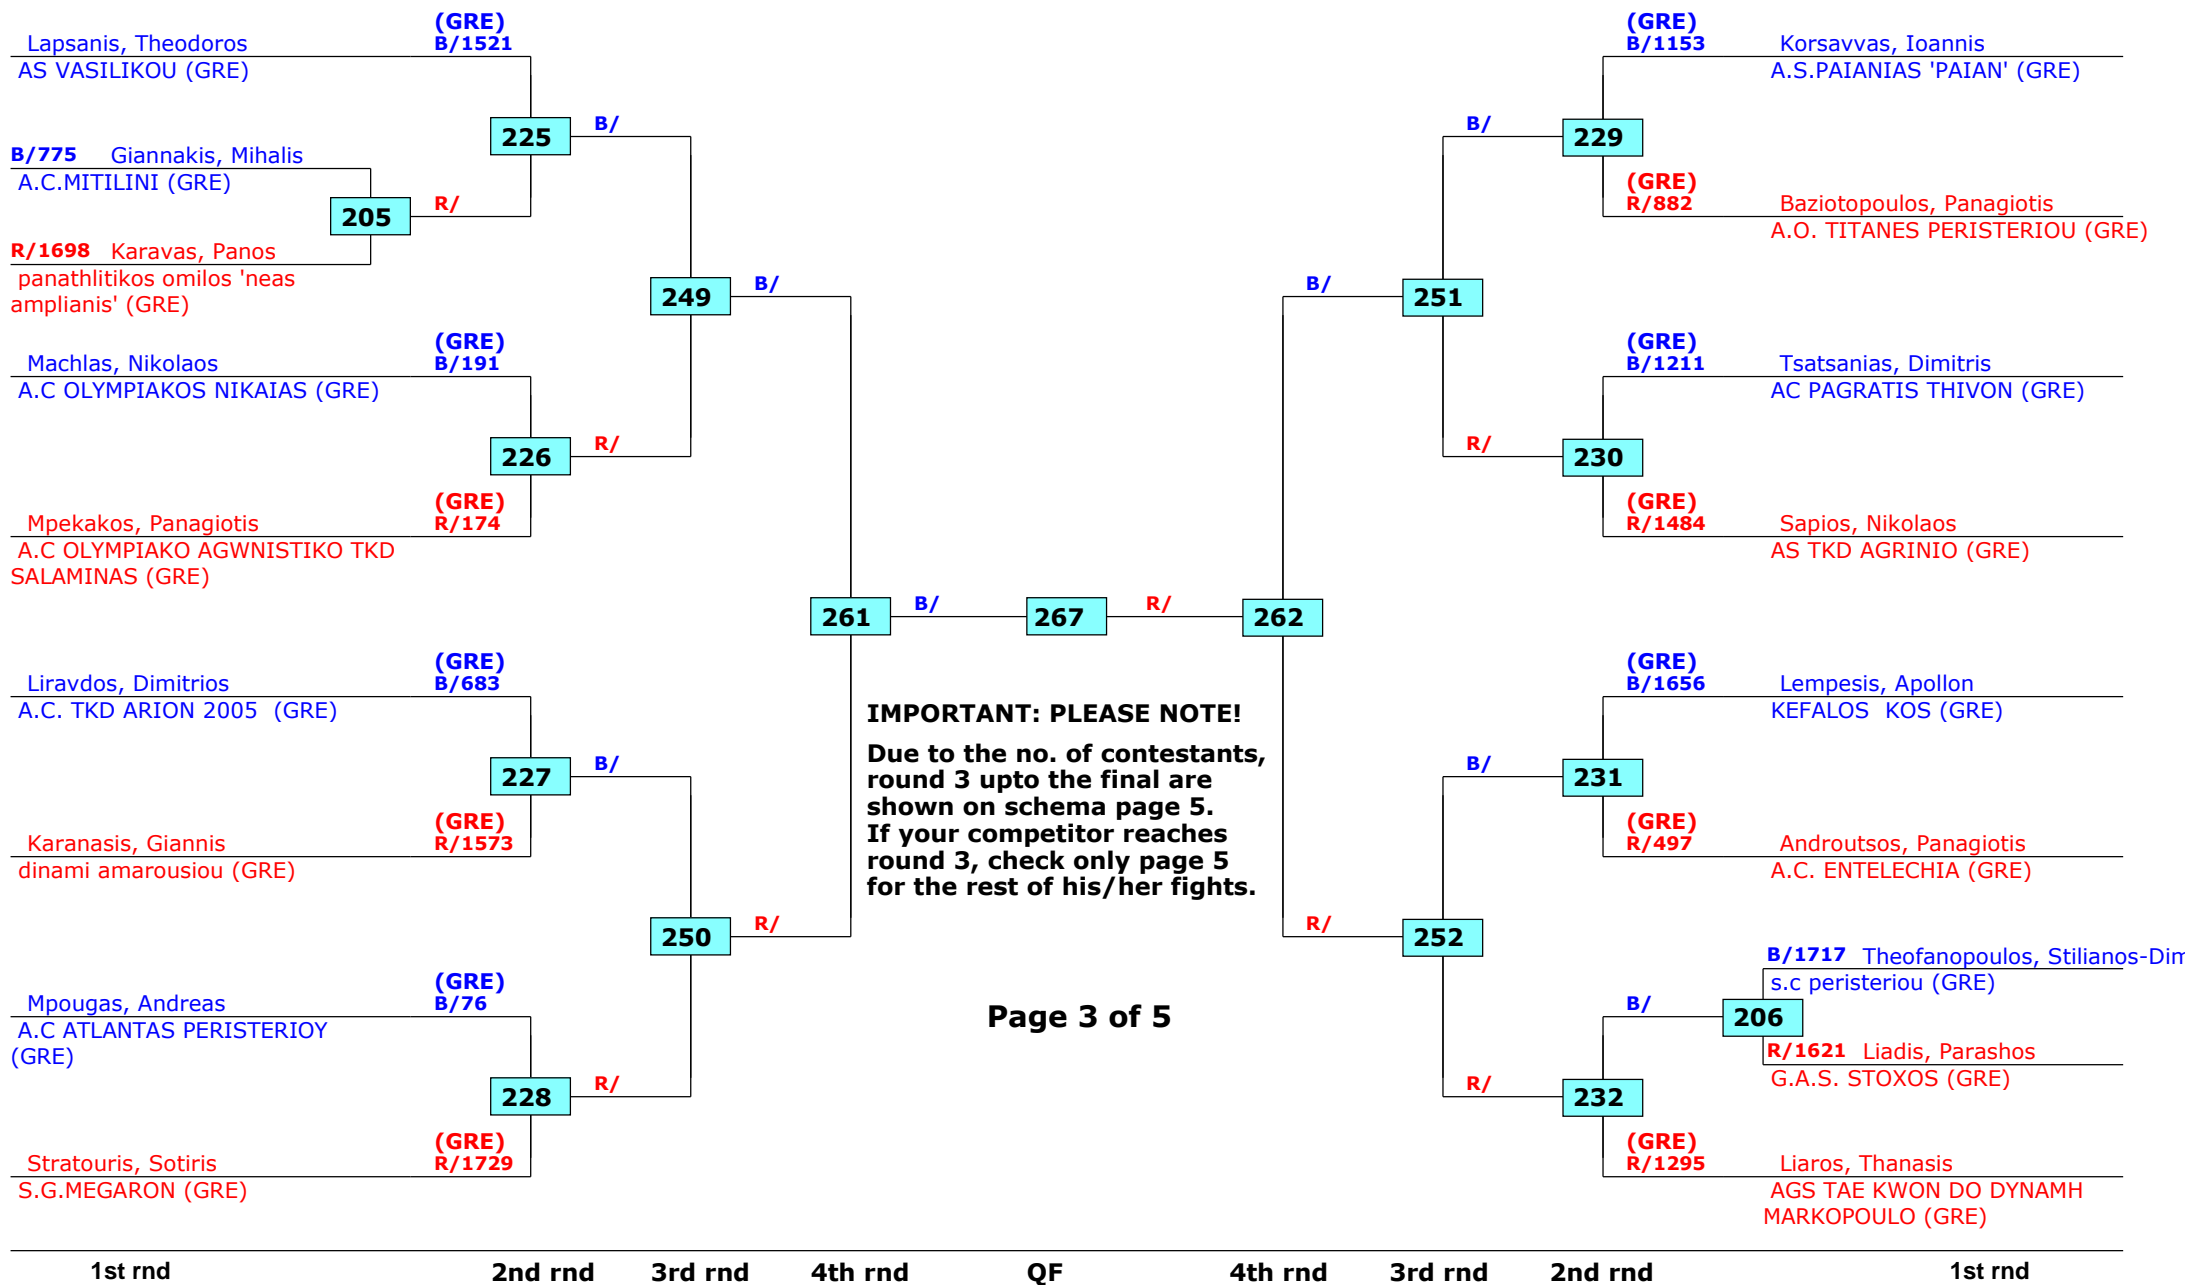 (GRE)
Lapsanis, Theodoros B/1521
AS VASILIKOU (GRE)
225
B/
B/775 Giannakis, Mihalis
A.C.MITILINI (GRE)
205
R/
R/1698 Karavas, Panos
panathlitikos omilos 'neas
amplianis' (GRE)
249
B/
(GRE)
Machlas, Nikolaos B/191
A.C OLYMPIAKOS NIKAIAS (GRE)
226
R/
(GRE)
Mpekakos, Panagiotis R/174
A.C OLYMPIAKO AGWNISTIKO TKD
SALAMINAS (GRE)
261
B/
267
R/
262
(GRE)
Liravdos, Dimitrios B/683
A.C. TKD ARION 2005 (GRE)
227
B/
(GRE)
Karanasis, Giannis R/1573
dinami amarousiou (GRE)
250
R/
(GRE)
Mpougas, Andreas B/76
A.C ATLANTAS PERISTERIOY
(GRE)
228
R/
(GRE)
Stratouris, Sotiris R/1729
S.G.MEGARON (GRE)
IMPORTANT: PLEASE NOTE!
Due to the no. of contestants,
round 3 upto the final are
shown on schema page 5.
If your competitor reaches
round 3, check only page 5
for the rest of his/her fights.
Page 3 of 5
(GRE)
B/1153 Korsavvas, Ioannis
A.S.PAIANIAS 'PAIAN' (GRE)
B/
229
(GRE)
R/882 Baziotopoulos, Panagiotis
A.O. TITANES PERISTERIOU (GRE)
B/
251
(GRE)
B/1211 Tsatsanias, Dimitris
AC PAGRATIS THIVON (GRE)
R/
230
(GRE)
R/1484 Sapios, Nikolaos
AS TKD AGRINIO (GRE)
(GRE)
B/1656 Lempesis, Apollon
KEFALOS KOS (GRE)
B/
231
(GRE)
R/497 Androutsos, Panagiotis
A.C. ENTELECHIA (GRE)
R/
252
B/1717 Theofanopoulos, Stilianos-Dim
s.c peristeriou (GRE)
B/
206
R/1621 Liadis, Parashos
G.A.S. STOXOS (GRE)
R/
232
(GRE)
R/1295 Liaros, Thanasis
AGS TAE KWON DO DYNAMH
MARKOPOULO (GRE)
1st rnd 2nd rnd 3rd rnd 4th rnd QF 4th rnd 3rd rnd 2nd rnd 1st rnd